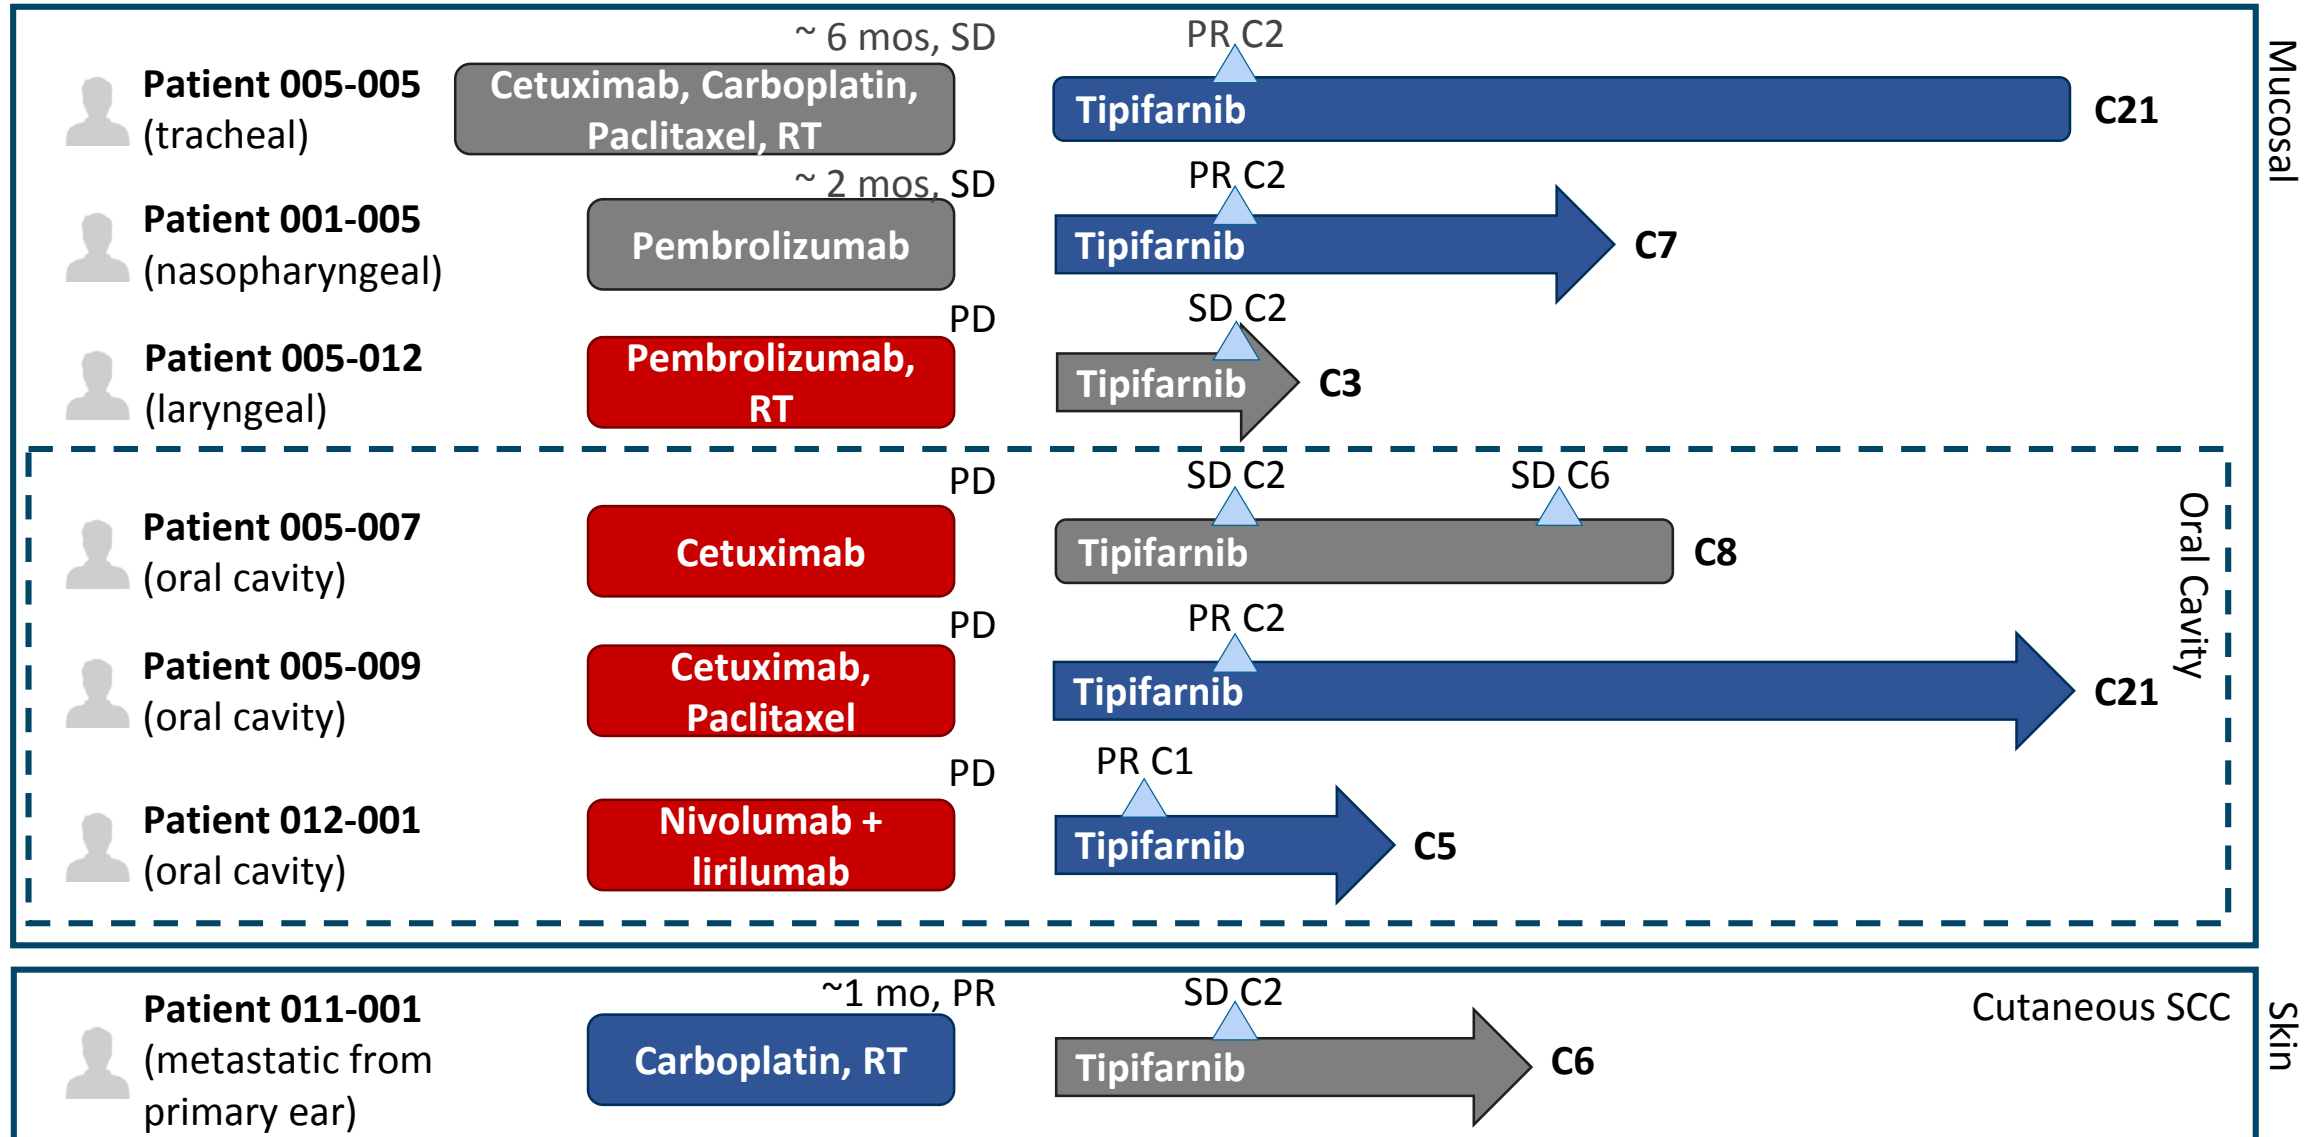 ~ 6 mos, SD
PR C2
Patient 005-005
(tracheal)
Cetuximab, Carboplatin,
Paclitaxel, RT
Tipifarnib
C21
~ 2 mos, SD
PR C2
Patient 001-005
(nasopharyngeal)
Pembrolizumab
Tipifarnib
C7
PD
SD C2
Patient 005-012
(laryngeal)
Pembrolizumab,
RT
Tipifarnib
C3
Mucosal
PD
SD C2
SD C6
Patient 005-007
(oral cavity)
Cetuximab
Tipifarnib
C8
PD
PR C2
Patient 005-009
(oral cavity)
Cetuximab,
Paclitaxel
Tipifarnib
C21
PD
PR C1
Patient 012-001
(oral cavity)
Nivolumab +
lirilumab
Tipifarnib
C5
Oral Cavity
~1 mo, PR
SD C2
Patient 011-001
(metastatic from
primary ear)
Carboplatin, RT
Tipifarnib
C6
Cutaneous SCC
Skin